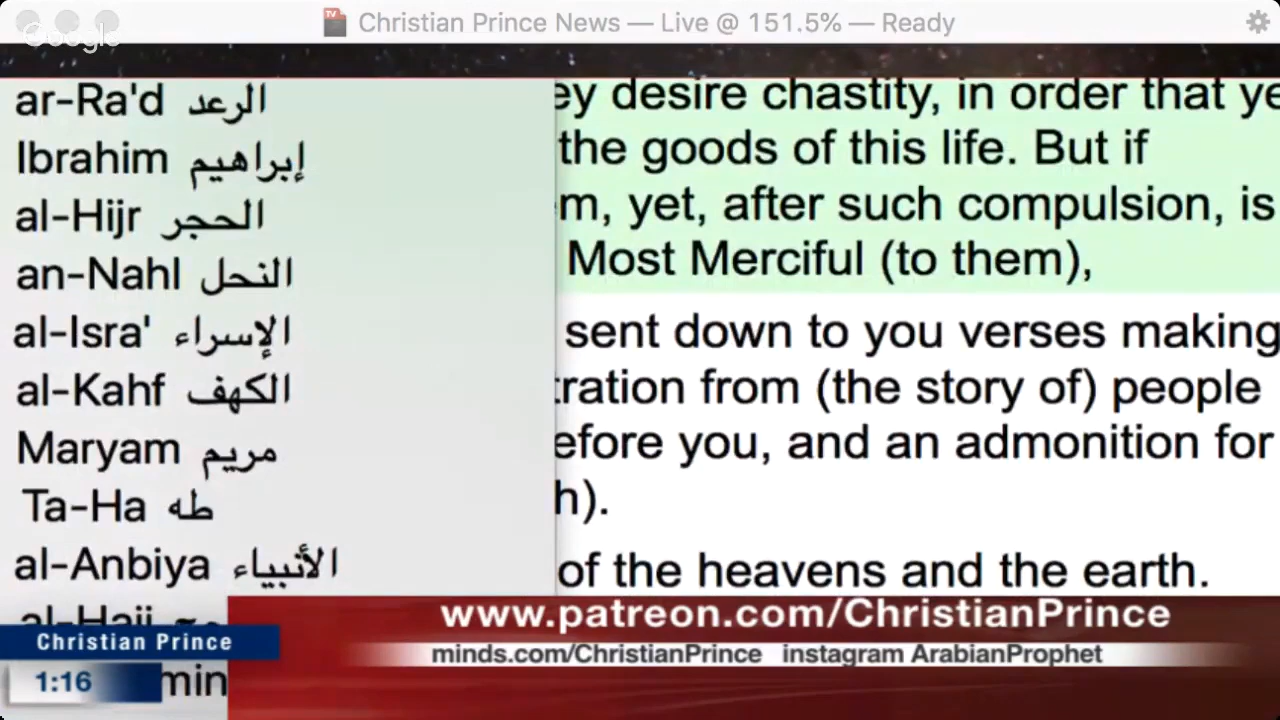 Christian Prince News — Live @ 151.5% — Ready
Google
ar-Ra'd الرعد
Ibrahim إبراهيم
al-Hijr الحجر
an-Nahl النحل
al-Isra' الإسراء
al-Kahf الكهف
Maryam مريم
Ta-Ha طه
al-Anbiya الأنبياء
al-Hajj
min
ey desire chastity, in order that ye
the goods of this life. But if
m, yet, after such compulsion, is
Most Merciful (to them),
sent down to you verses making
tration from (the story of) people
efore you, and an admonition for
h).
of the heavens and the earth.
www.patreon.com/ChristianPrince
minds.com/ChristianPrince instagram ArabianProphet
Christian Prince
1:16